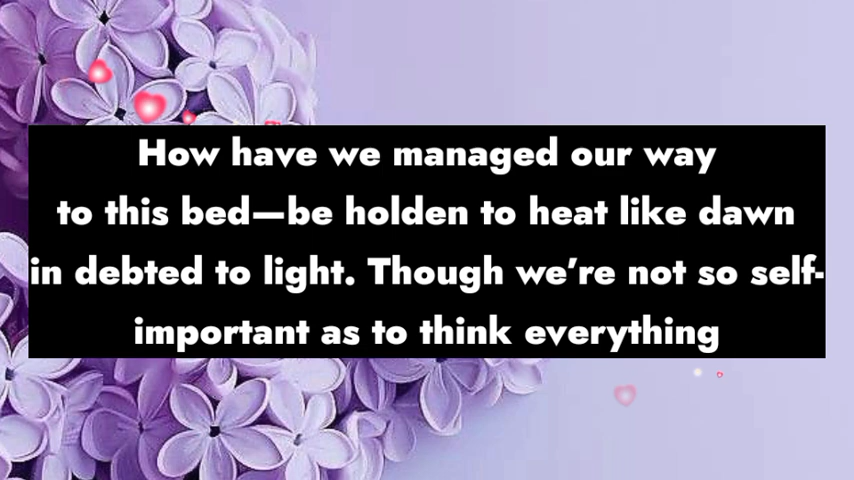 How have we managed our way
to this bed—be holden to heat like dawn
in debted to light. Though we’re not so self-
important as to think everything